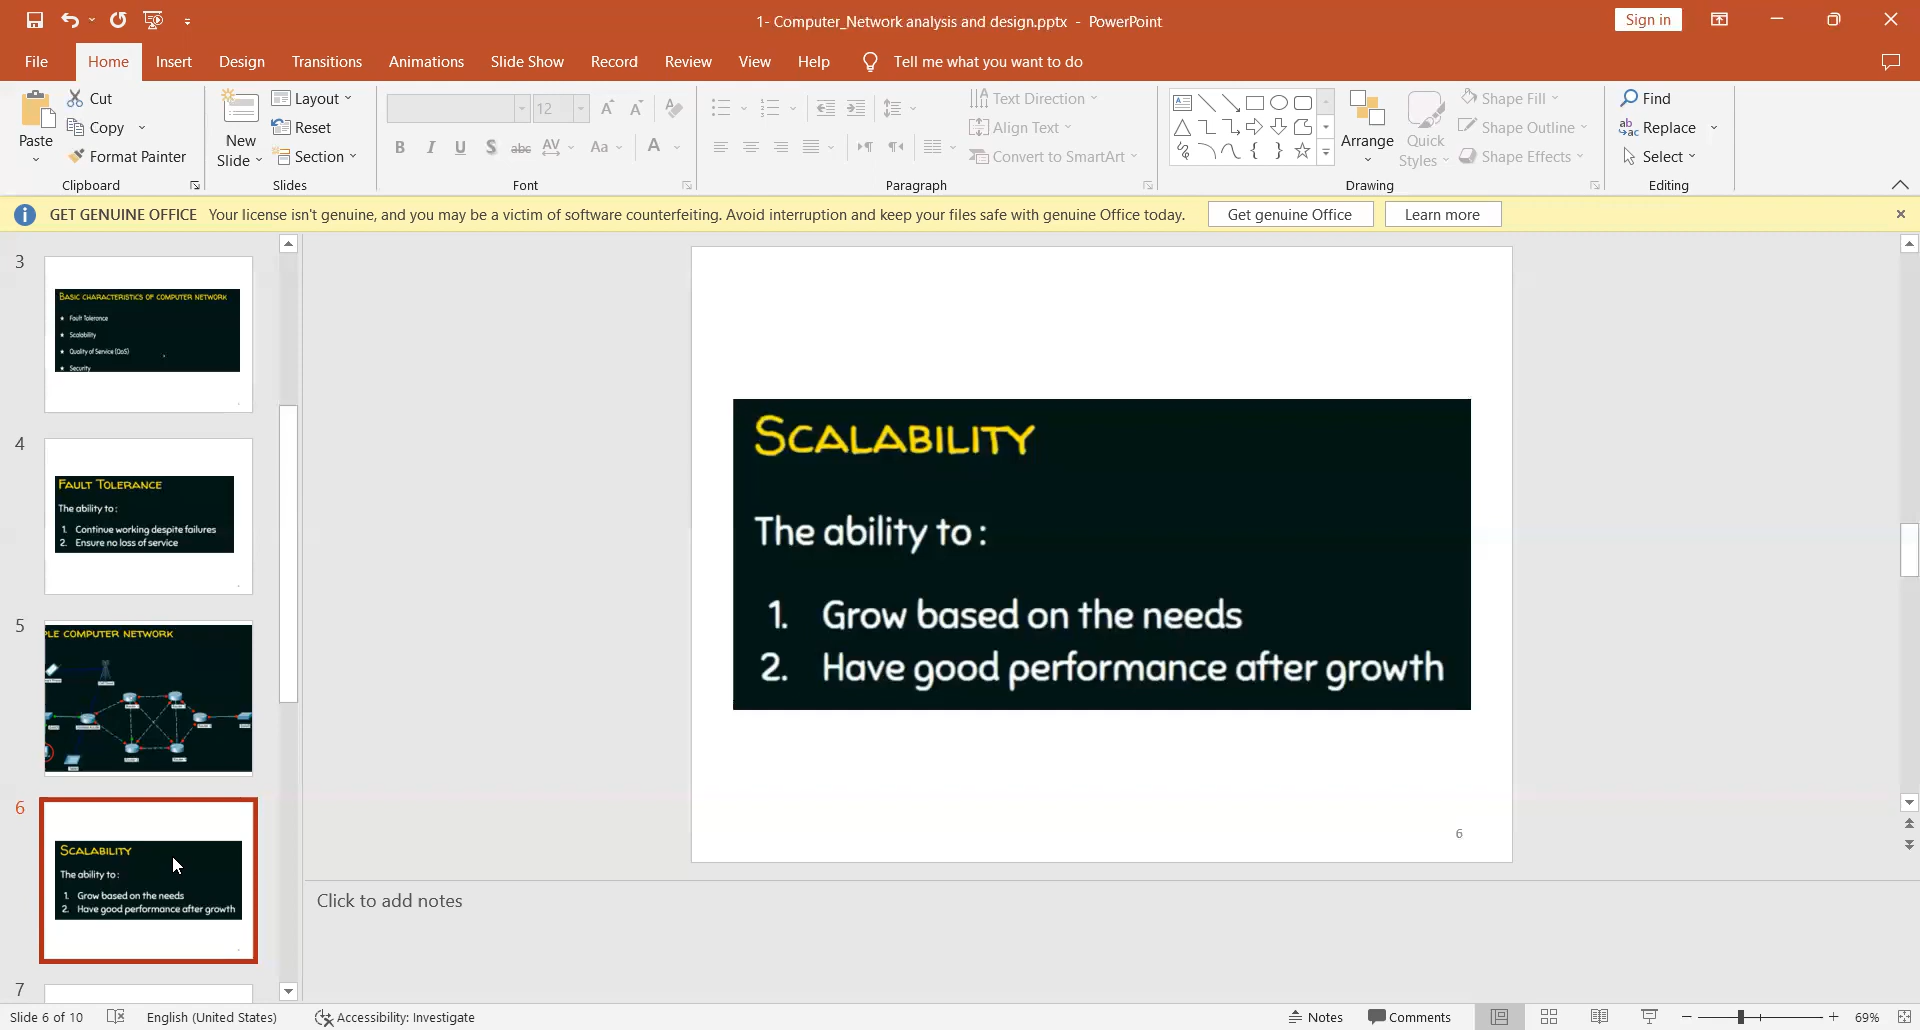 1- Computer_Network analysis and design.pptx - PowerPoint
Sign in
File Home Insert Design Transitions Animations Slide Show Record Review View Help Tell me what you want to do
Paste
Cut
Copy
Format Painter
Clipboard
New Slide
Layout
Reset
Section
Slides
12
B I U S abc AV Aa A
Font
Text Direction
Align Text
Convert to SmartArt
Paragraph
Arrange
Quick Styles
Shape Fill
Shape Outline
Shape Effects
Drawing
Find
Replace
Select
Editing
GET GENUINE OFFICE Your license isn't genuine, and you may be a victim of software counterfeiting. Avoid interruption and keep your files safe with genuine Office today. Get genuine Office Learn more
3
BASIC CHARACTERISTICS OF COMPUTER NETWORK
Fault Tolerance
Scalability
Quality of Service (QoS)
Security
4
FAULT TOLERANCE
The ability to :
1. Continue working despite failures
2. Ensure no loss of service
5
PLE COMPUTER NETWORK
6
SCALABILITY
The ability to :
1. Grow based on the needs
2. Have good performance after growth
7
SCALABILITY
The ability to :
1. Grow based on the needs
2. Have good performance after growth
6
Click to add notes
Slide 6 of 10 English (United States) Accessibility: Investigate Notes Comments 69%